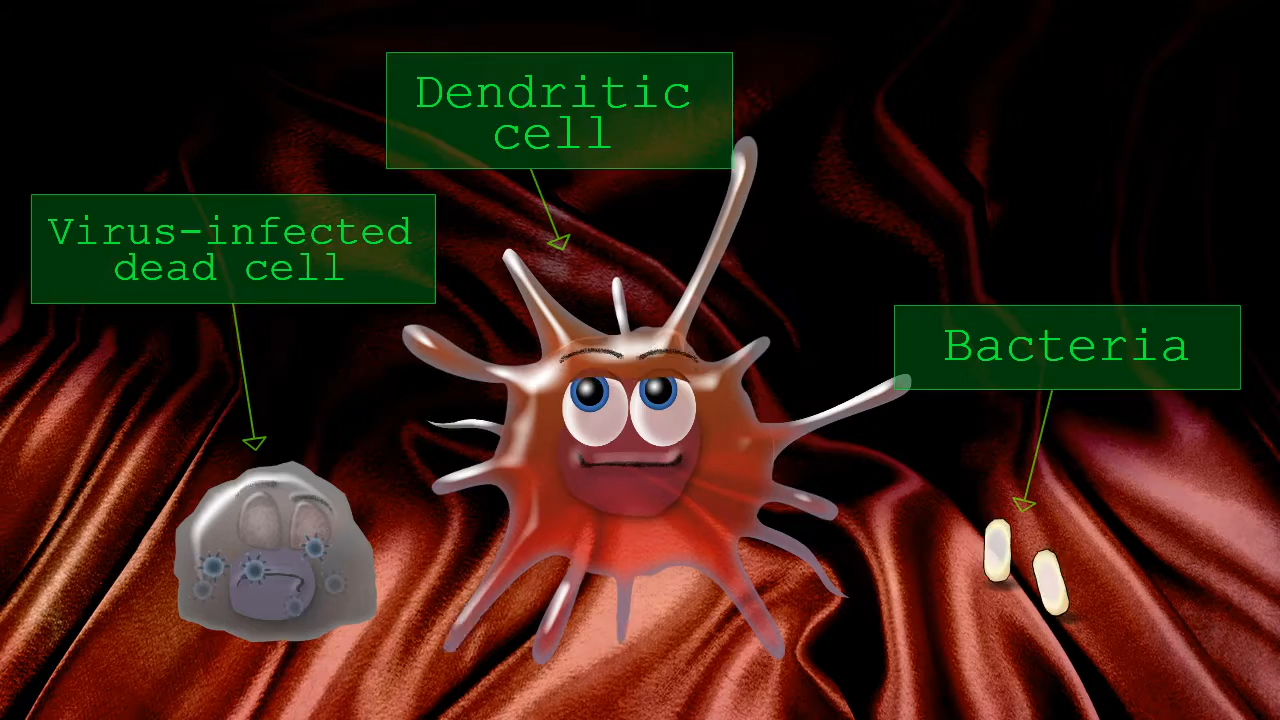 Dendritic
cell
Virus-infected
dead cell
Bacteria